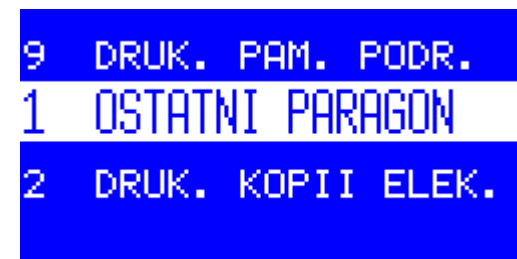 9 DRUK. PAM. PODR.
1 OSTATNI PARAGON
2 DRUK. KOPII ELEK.